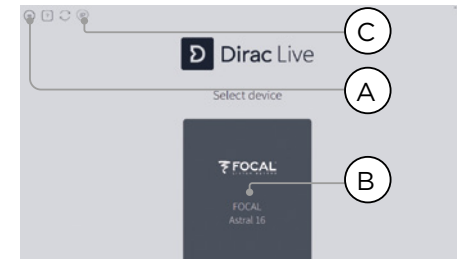 C
Dirac Live
A
Select device
FOCAL
B
FOCAL
Astral 16